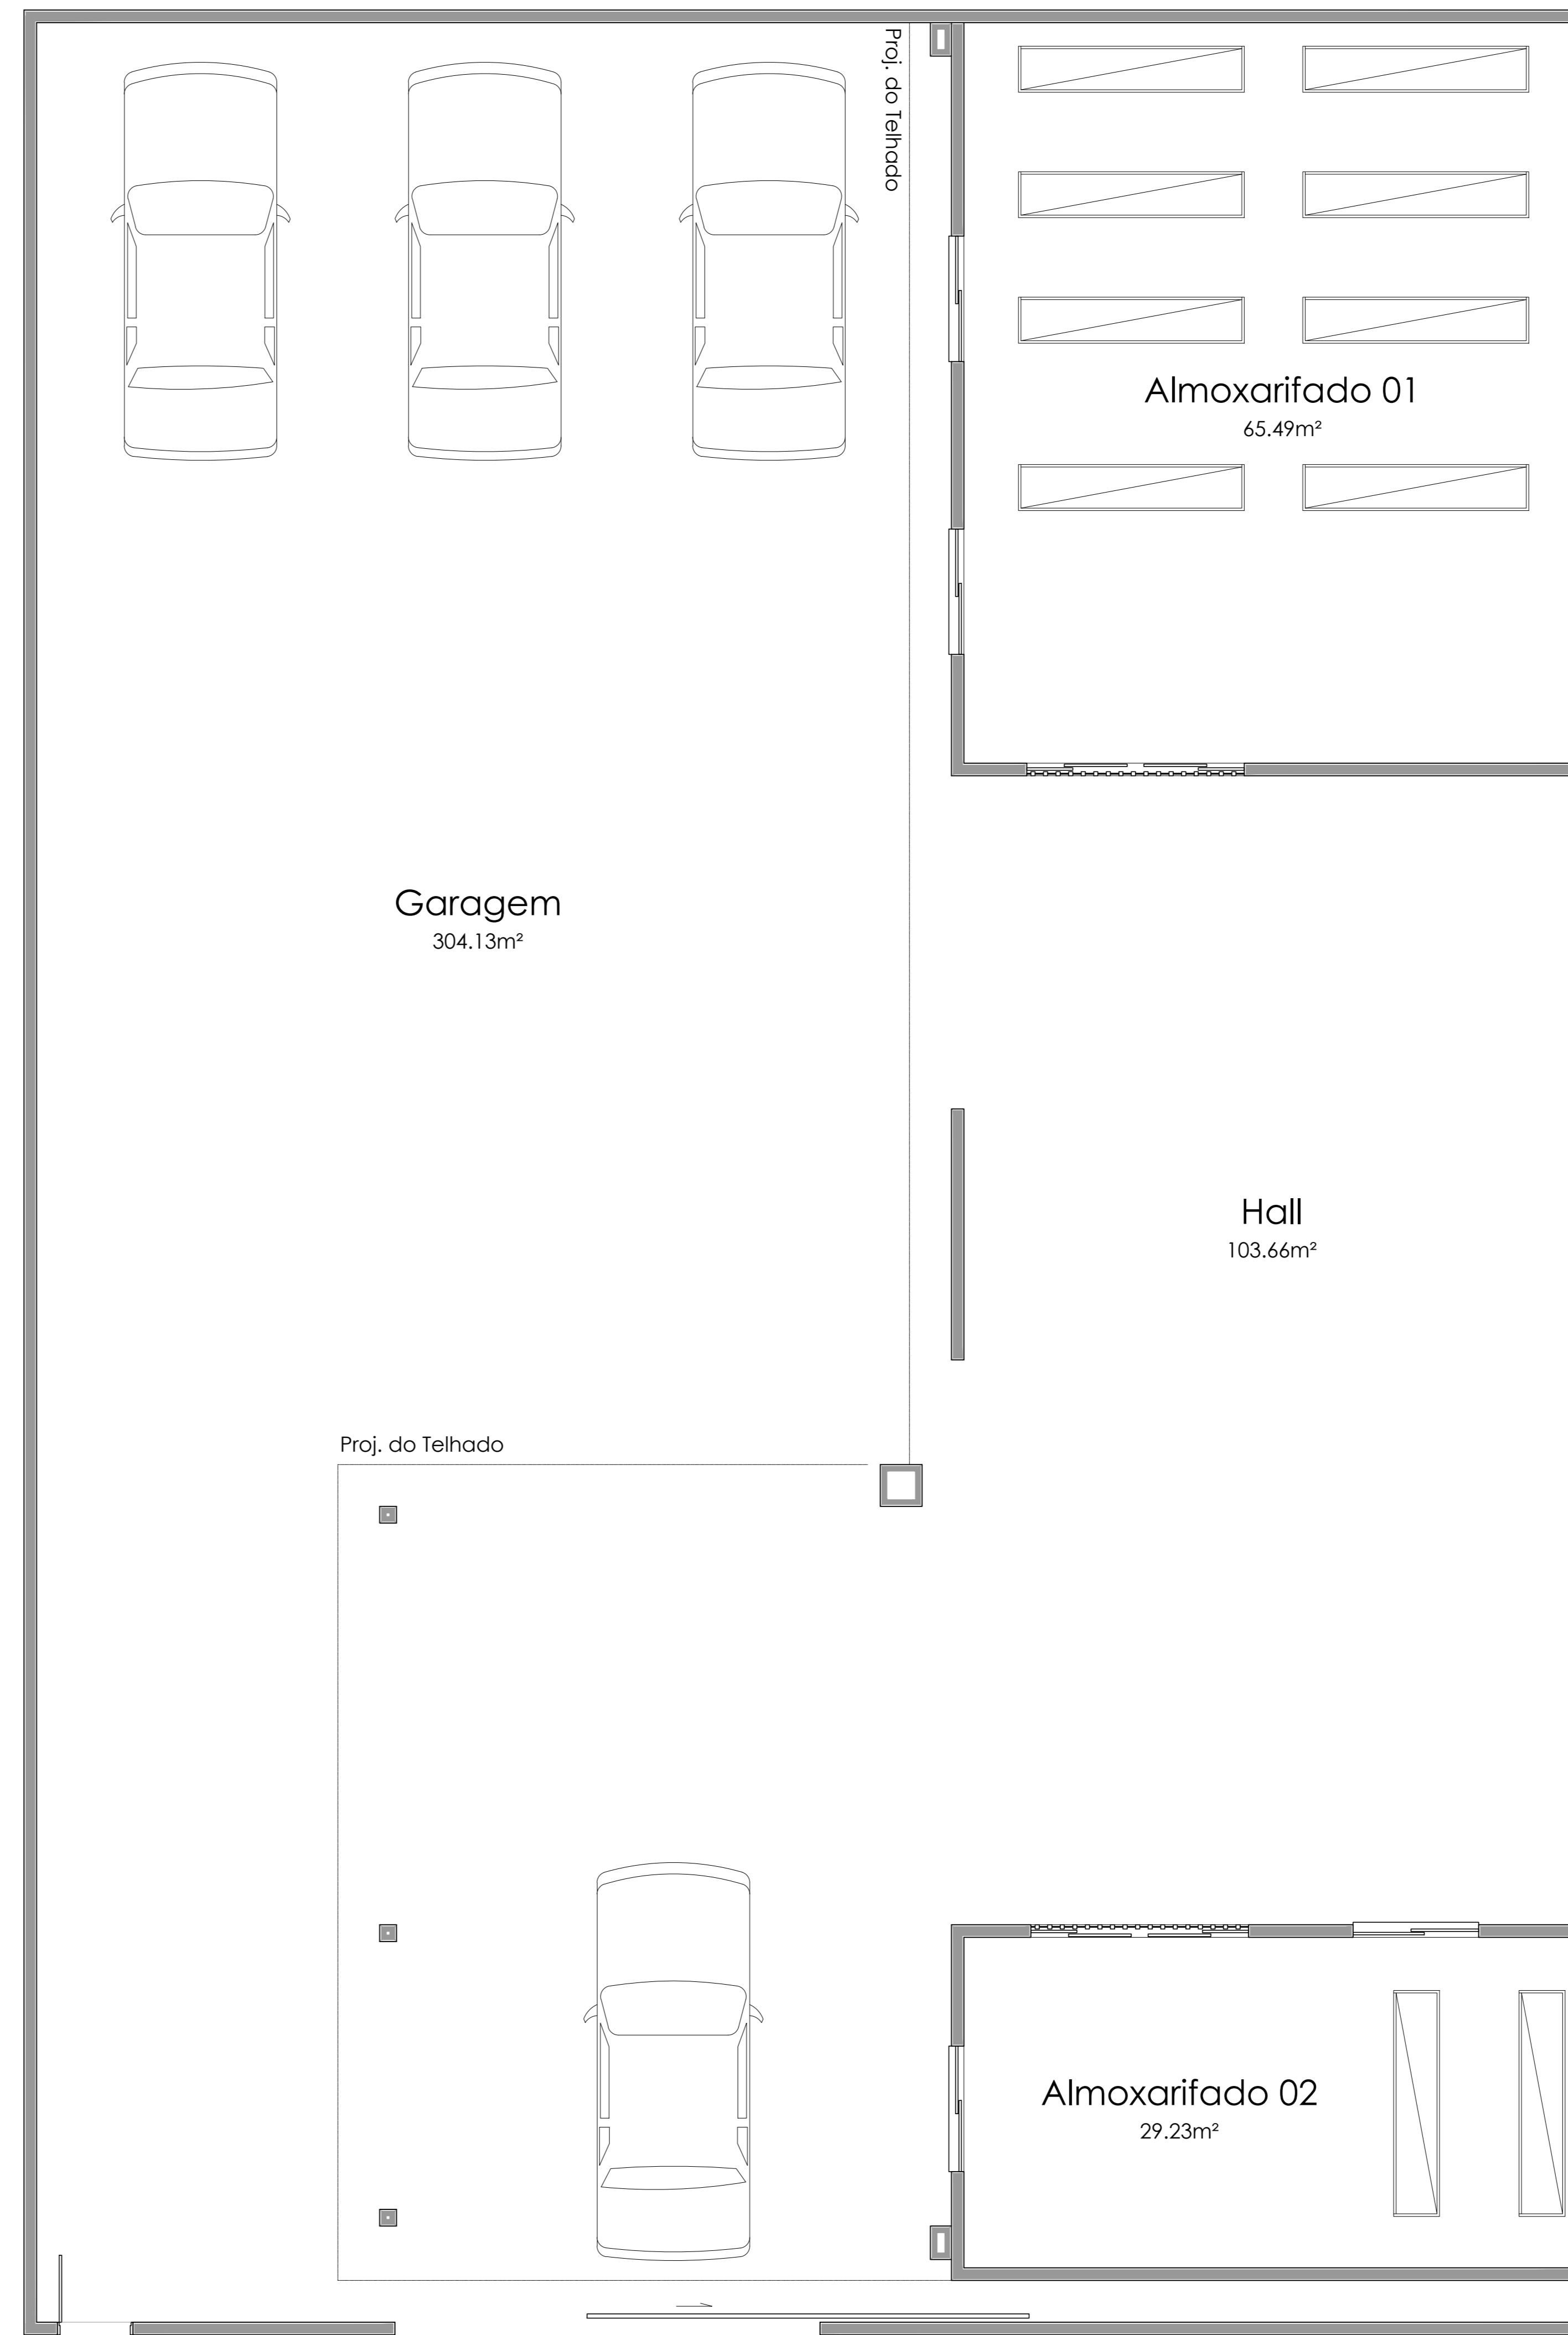 Proj. do Telhado
Almoxarifado 01
65.49m²
Garagem
304.13m²
Hall
103.66m²
Proj. do Telhado
Almoxarifado 02
29.23m²